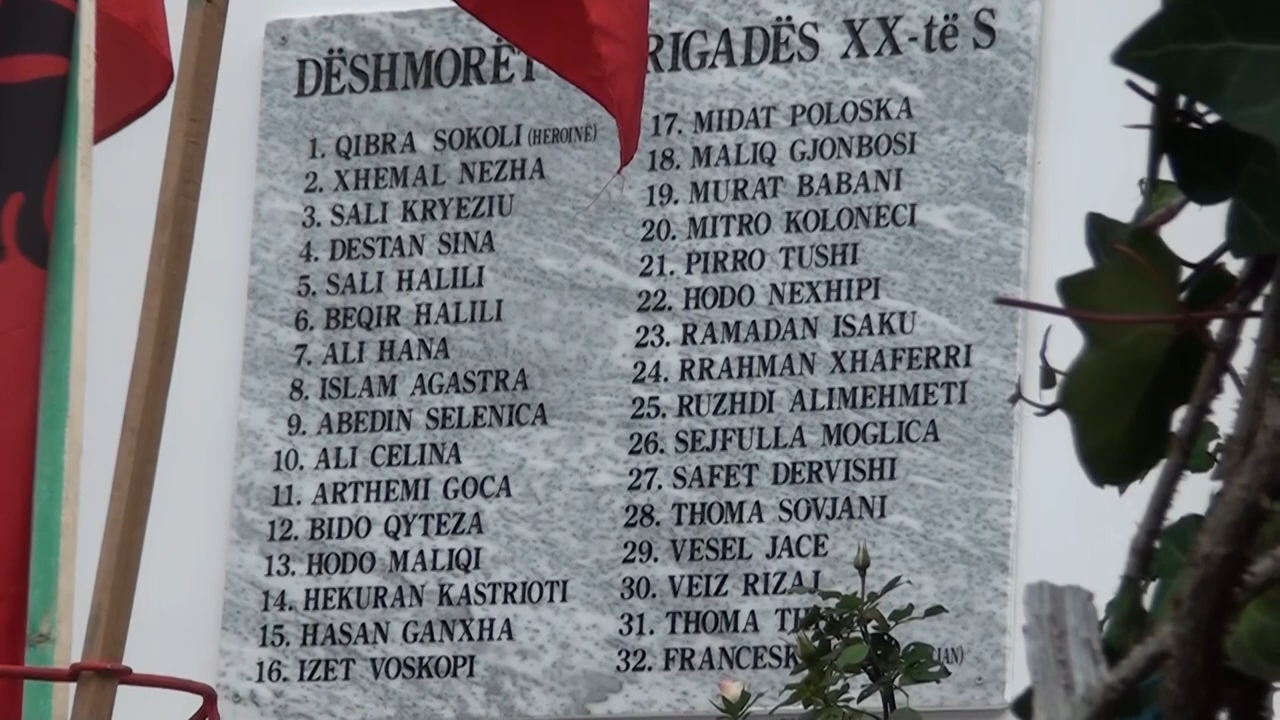 DËSHMORËT RIGADËS XX-të S
1. QIBRA SOKOLI (HEROINË)
2. XHEMAL NEZHA
3. SALI KRYEZIU
4. DESTAN SINA
5. SALI HALILI
6. BEQIR HALILI
7. ALI HANA
8. ISLAM AGASTRA
9. ABEDIN SELENICA
10. ALI CELINA
11. ARTHEMI GOCA
12. BIDO QYTEZA
13. HODO MALIQI
14. HEKURAN KASTRIOTI
15. HASAN GANXHA
16. IZET VOSKOPI
17. MIDAT POLOSKA
18. MALIQ GJONBOSI
19. MURAT BABANI
20. MITRO KOLONECI
21. PIRRO TUSHI
22. HODO NEXHIPI
23. RAMADAN ISAKU
24. RRAHMAN XHAFERRI
25. RUZHDI ALIMEHMETI
26. SEJFULLA MOGLICA
27. SAFET DERVISHI
28. THOMA SOVJANI
29. VESEL JACE
30. VEIZ RIZAJ
31. THOMA
32. FRANCESK